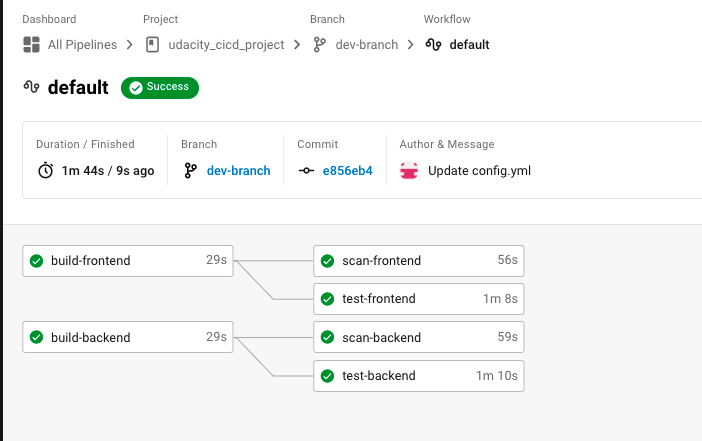 Dashboard Project Branch Workflow
All Pipelines udacity_cicd_project dev-branch default
default Success
Duration / Finished Branch Commit Author & Message
1m 44s / 9s ago dev-branch e856eb4 Update config.yml
build-frontend 29s scan-frontend 56s
test-frontend 1m 8s
build-backend 29s scan-backend 59s
test-backend 1m 10s